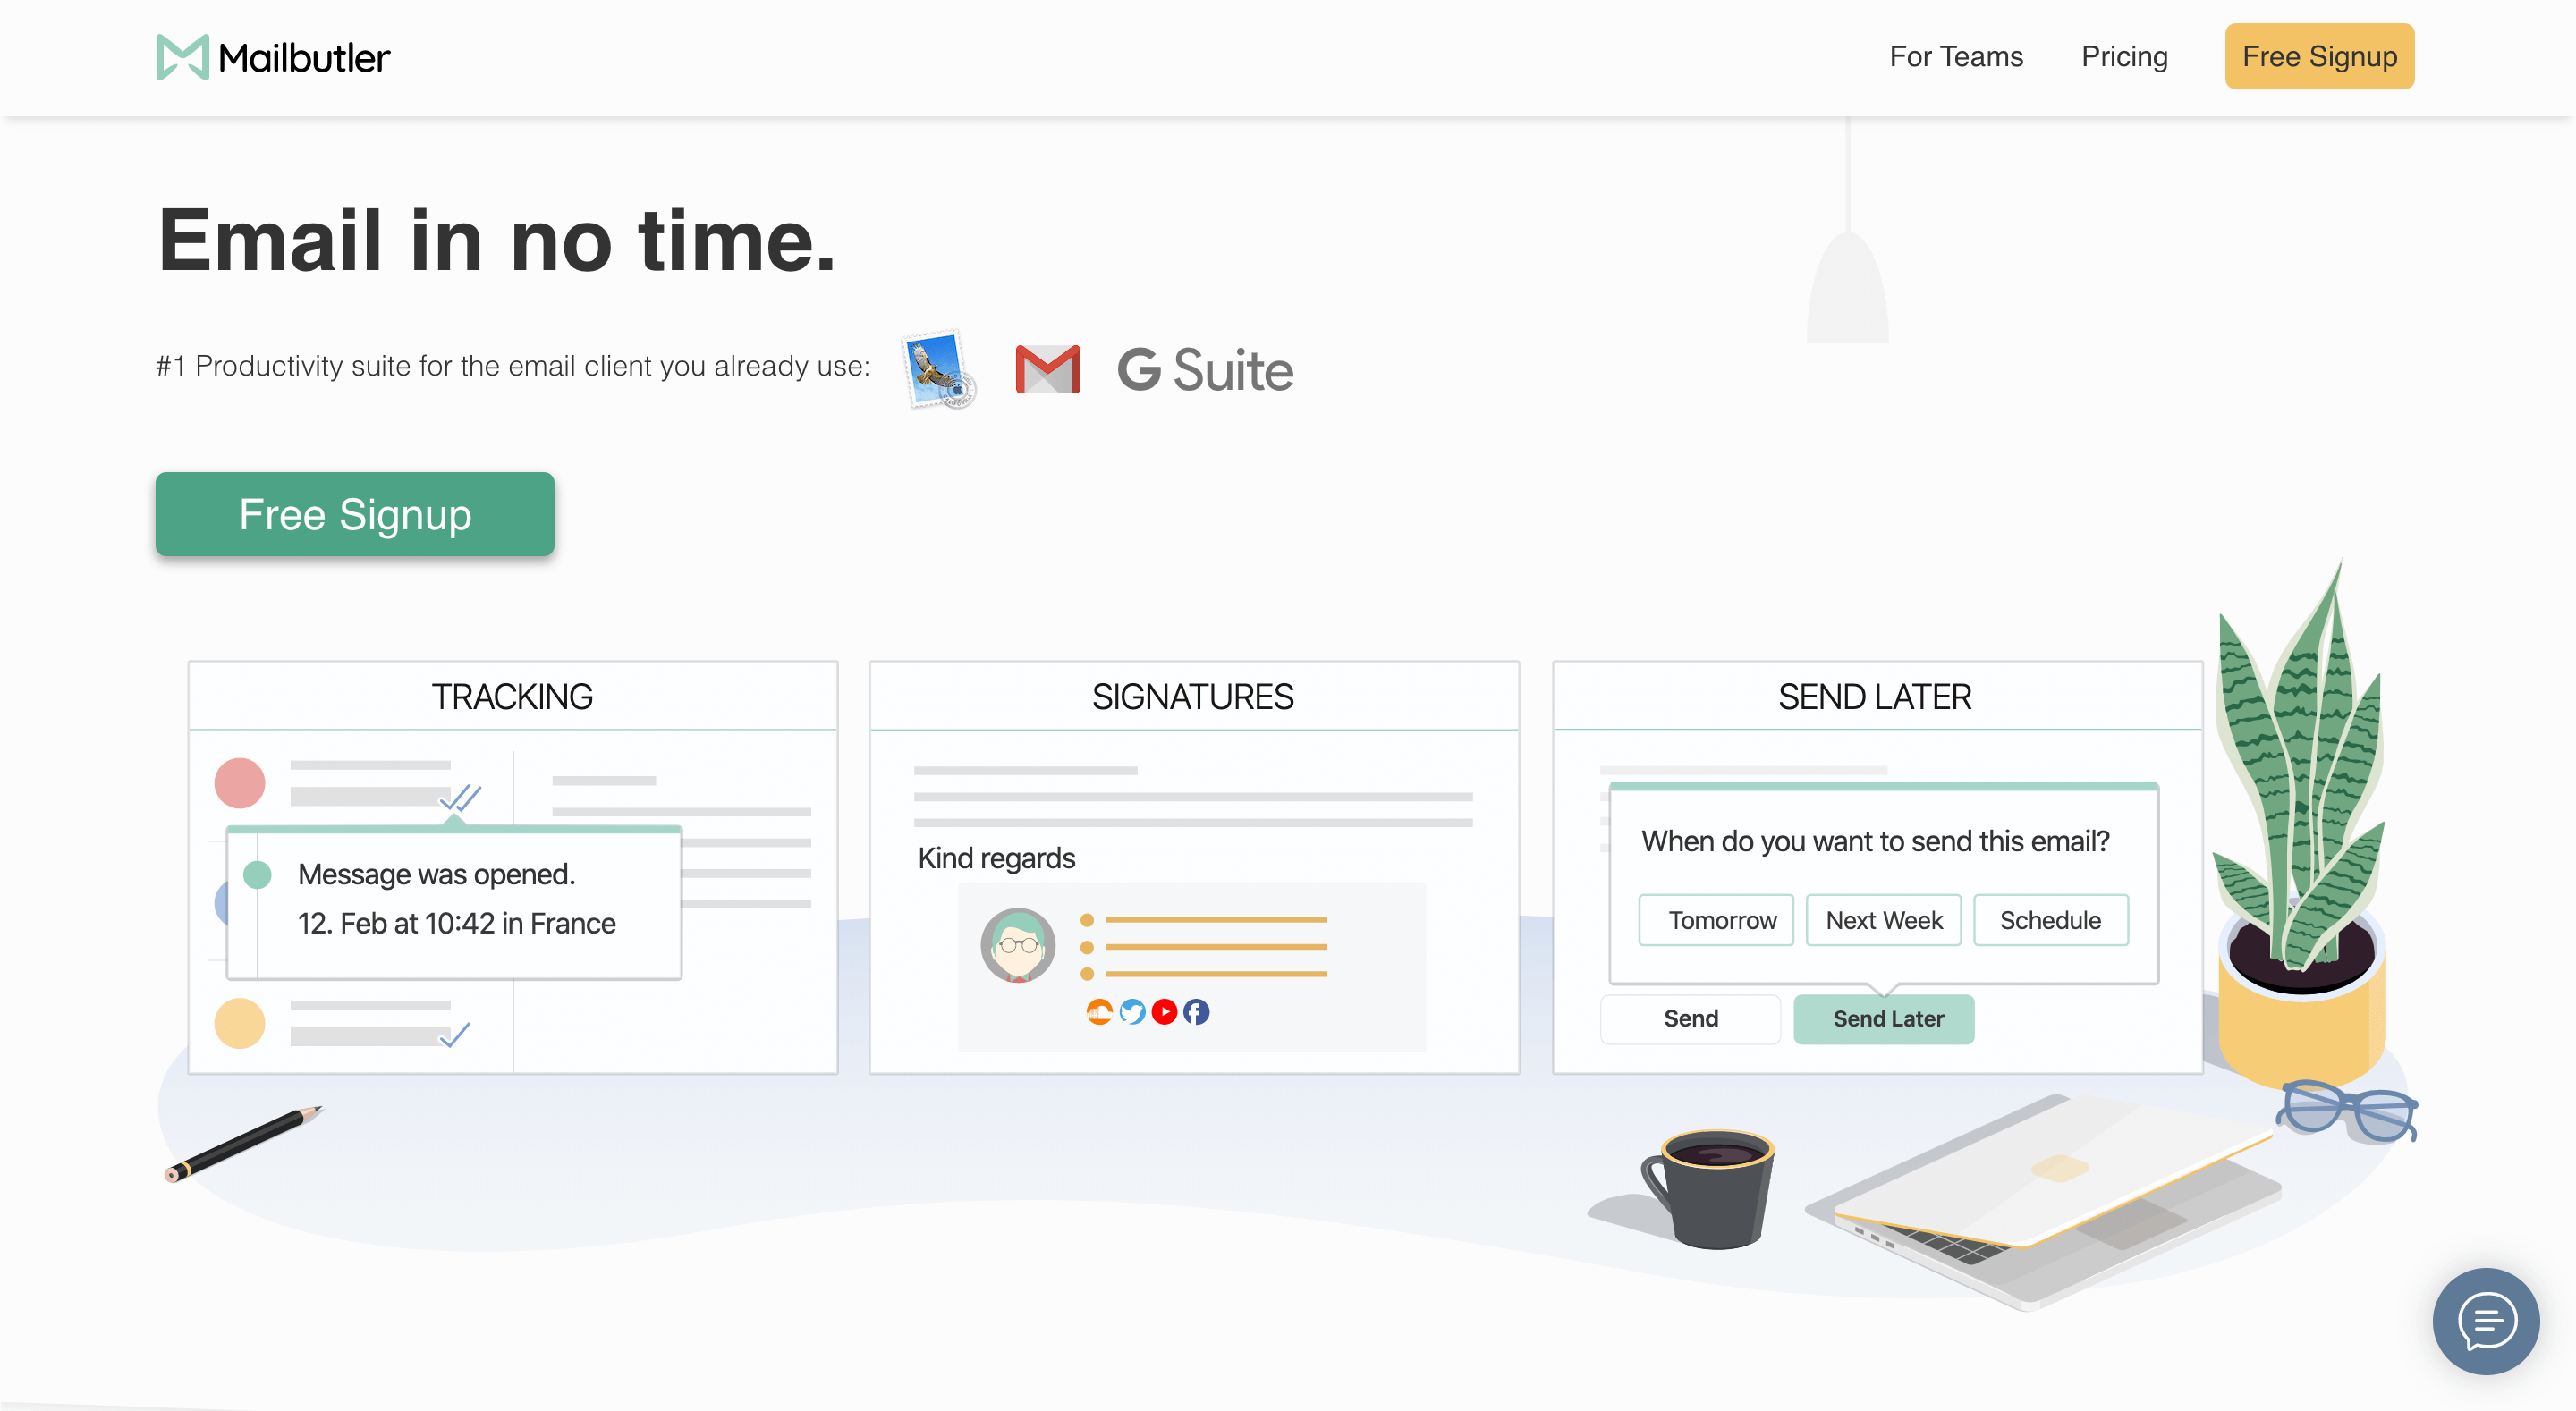 Mailbutler
For Teams
Pricing
Free Signup
Email in no time.
#1 Productivity suite for the email client you already use:
G Suite
Free Signup
TRACKING
Message was opened.
12. Feb at 10:42 in France
SIGNATURES
Kind regards
SEND LATER
When do you want to send this email?
Tomorrow
Next Week
Schedule
Send
Send Later